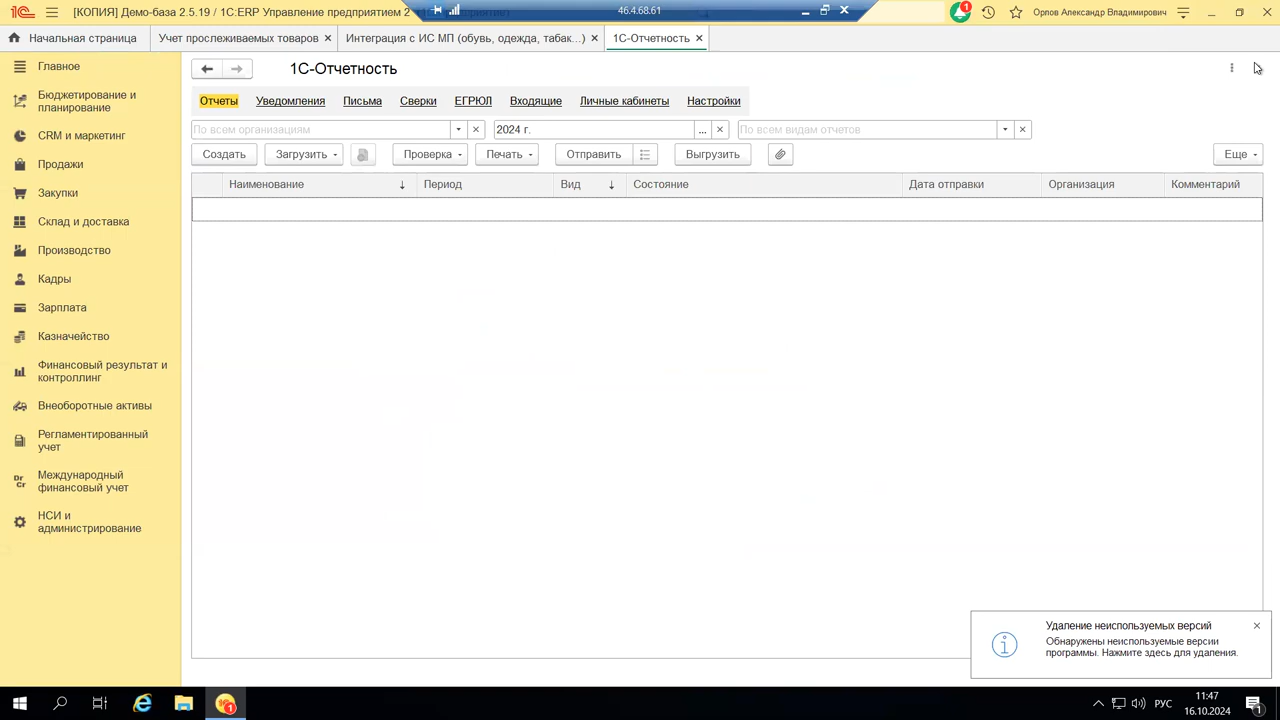 [КОПИЯ] Демо-база 2.5.19 / 1С:ERP Управление предприятием 2
46.4.68.61
1
Орлов Александр Владимирович
Начальная страница
Учет прослеживаемых товаров
Интеграция с ИС МП (обувь, одежда, табак...)
1С-Отчетность
Главное
Бюджетирование и
планирование
CRM и маркетинг
Продажи
Закупки
Склад и доставка
Производство
Кадры
Зарплата
Казначейство
Финансовый результат и
контроллинг
Внеоборотные активы
Регламентированный
учет
Международный
финансовый учет
НСИ и
администрирование
1С-Отчетность
Отчеты Уведомления Письма Сверки ЕГРЮЛ Входящие Личные кабинеты Настройки
По всем организациям 2024 г. ... По всем видам отчетов
Создать Загрузить Проверка Печать Отправить Выгрузить Еще
Наименование Период Вид Состояние Дата отправки Организация Комментарий
Удаление неиспользуемых версий
Обнаружены неиспользуемые версии
программы. Нажмите здесь для удаления.
1
РУС
11:47
16.10.2024
1